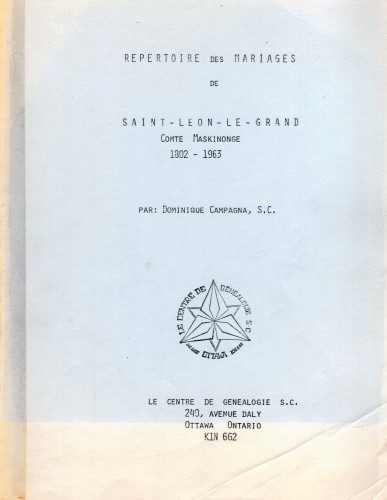 REPERTOIRE DES MARIAGES
DE
SAINT-LEON-LE-GRAND
COMTE MASKINONGE
1802 - 1963
PAR: DOMINIQUE CAMPAGNA, S.C.
LE CENTRE DE GENEALOGIE S.C.
OTTAWA
LE CENTRE DE GENEALOGIE S.C.
240, AVENUE DALY
OTTAWA ONTARIO
K1N 6G2